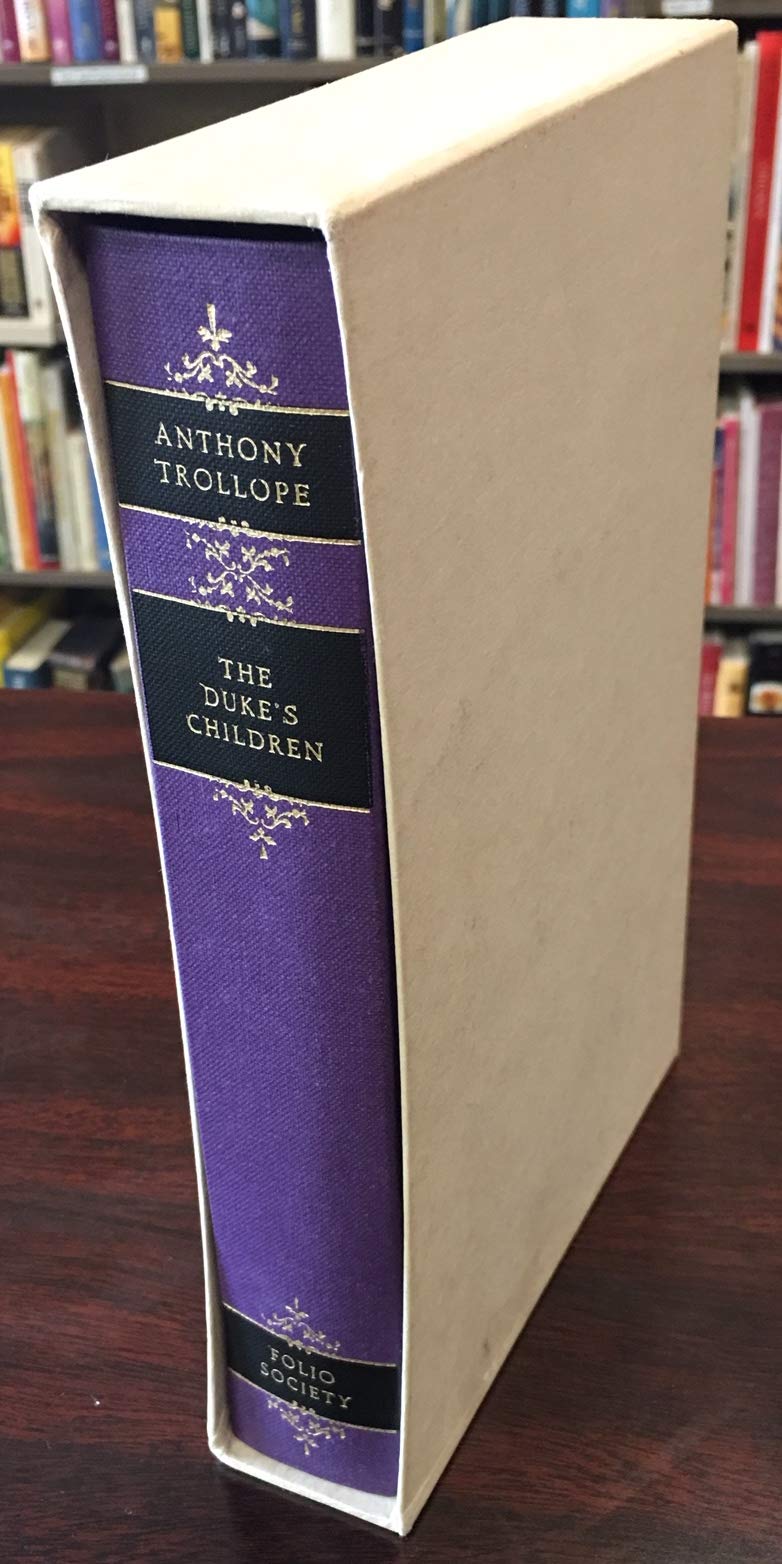 ANTHONY
TROLLOPE
THE
DUKE'S
CHILDREN
FOLIO
SOCIETY